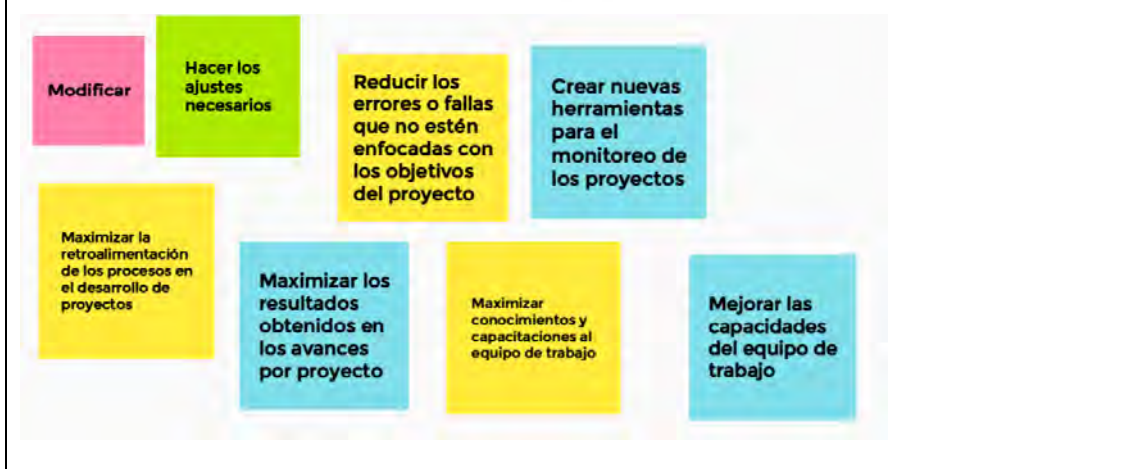 Modificar
Hacer los
ajustes
necesarios
Reducir los
errores o fallas
que no estén
enfocadas con
los objetivos
del proyecto
Crear nuevas
herramientas
para el
monitoreo de
los proyectos
Maximizar la
retroalimentación
de los procesos en
el desarrollo de
proyectos
Maximizar los
resultados
obtenidos en
los avances
por proyecto
Maximizar
conocimientos y
capacitaciones al
equipo de trabajo
Mejorar las
capacidades
del equipo de
trabajo